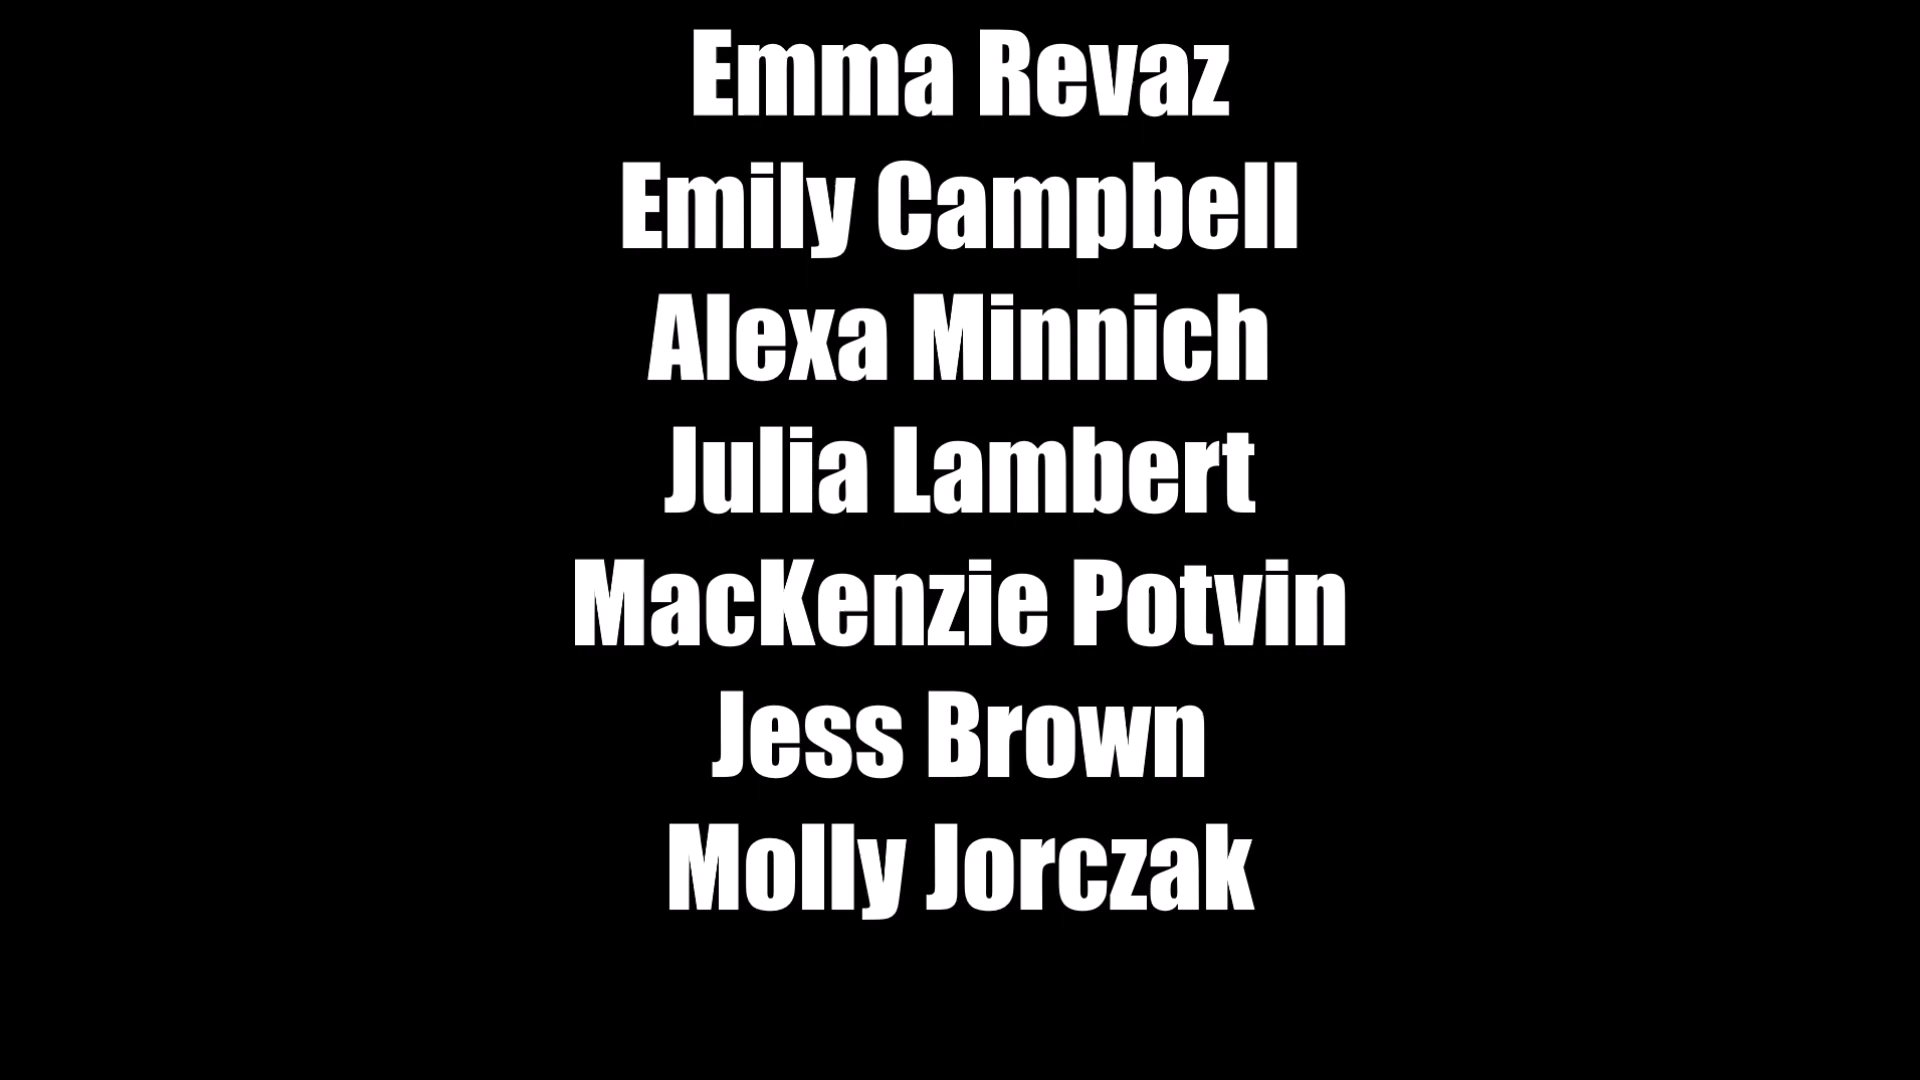 Emma Revaz
Emily Campbell
Alexa Minnich
Julia Lambert
MacKenzie Potvin
Jess Brown
Molly Jorczak